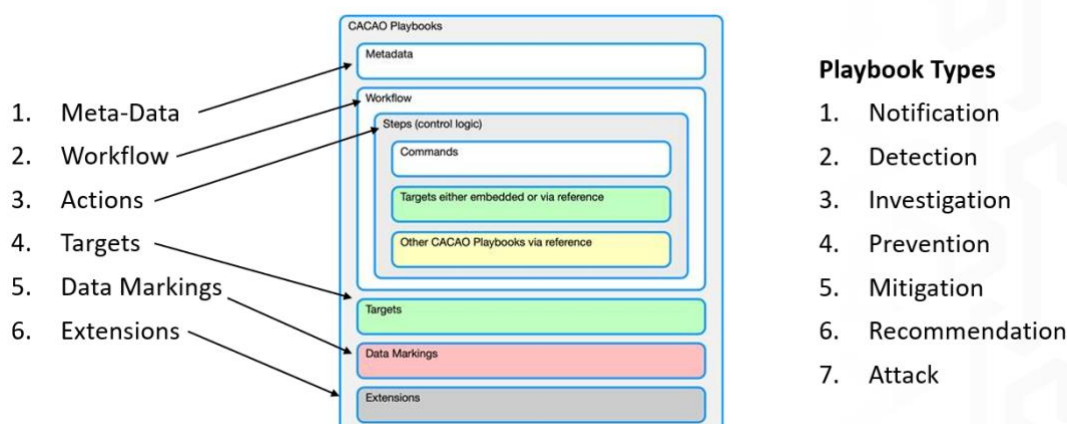 CACAO Playbooks
Metadata
Workflow
Steps (control logic)
Commands
Targets either embedded or via reference
Other CACAO Playbooks via reference
Targets
Data Markings
Extensions
1. Meta-Data
2. Workflow
3. Actions
4. Targets
5. Data Markings
6. Extensions
Playbook Types
1. Notification
2. Detection
3. Investigation
4. Prevention
5. Mitigation
6. Recommendation
7. Attack